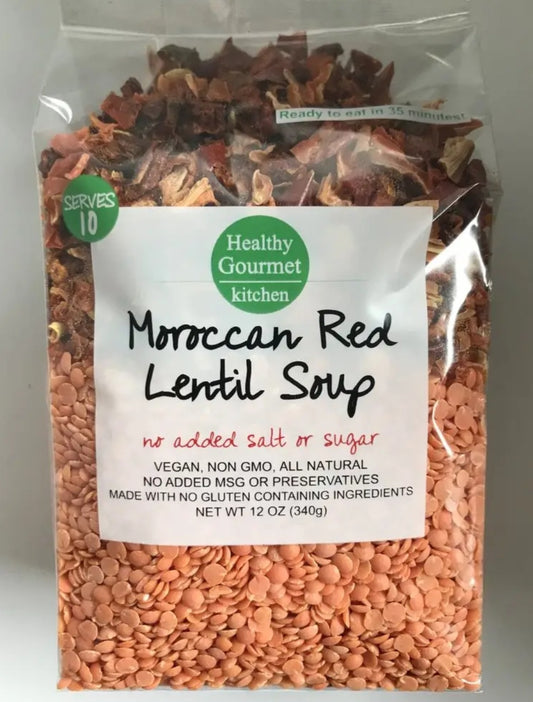 Ready to eat in 35 minutes!
SERVES
10
Healthy
Gourmet
kitchen
Moroccan Red
Lentil Soup
no added salt or sugar
VEGAN, NON GMO, ALL NATURAL
NO ADDED MSG OR PRESERVATIVES
MADE WITH NO GLUTEN CONTAINING INGREDIENTS
NET WT 12 OZ (340g)